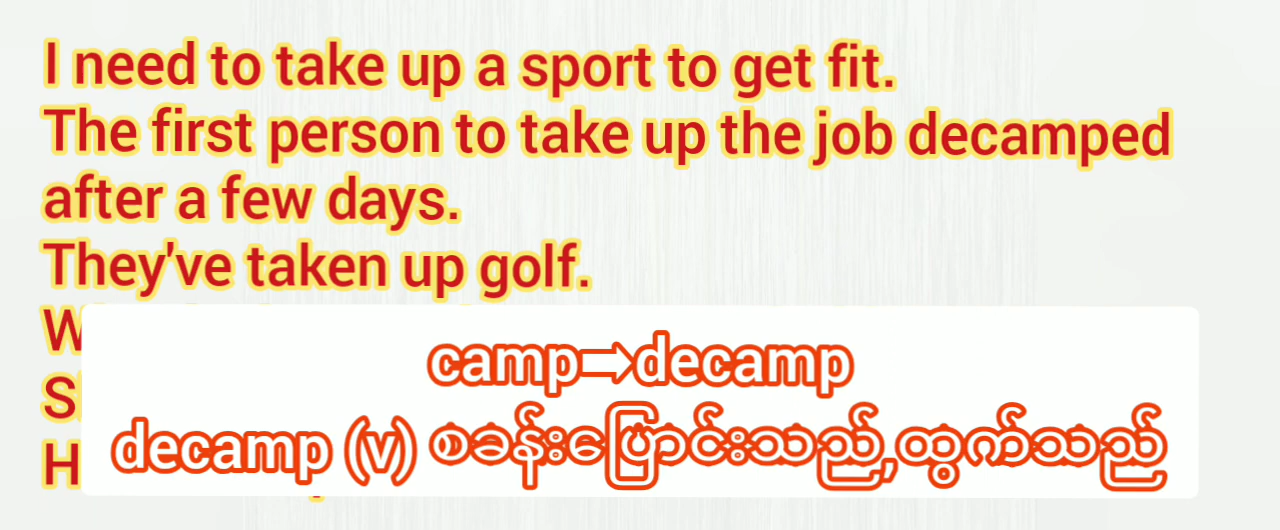 I need to take up a sport to get fit.
The first person to take up the job decamped
after a few days.
They've taken up golf.
camp➡decamp
decamp (v) စခန်းပြောင်းသည်,ထွက်သည်